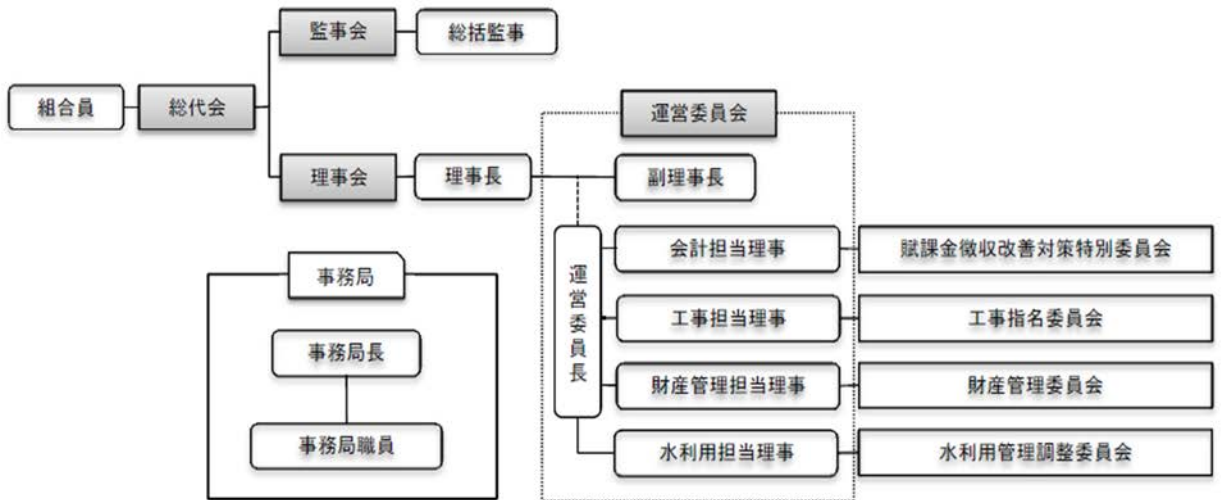 監事会
総括監事
組合員
総代会
運営委員会
理事会
理事長
副理事長
運営委員長
会計担当理事
賦課金徴収改善対策特別委員会
工事担当理事
工事指名委員会
財産管理担当理事
財産管理委員会
水利用担当理事
水利用管理調整委員会
事務局
事務局長
事務局職員